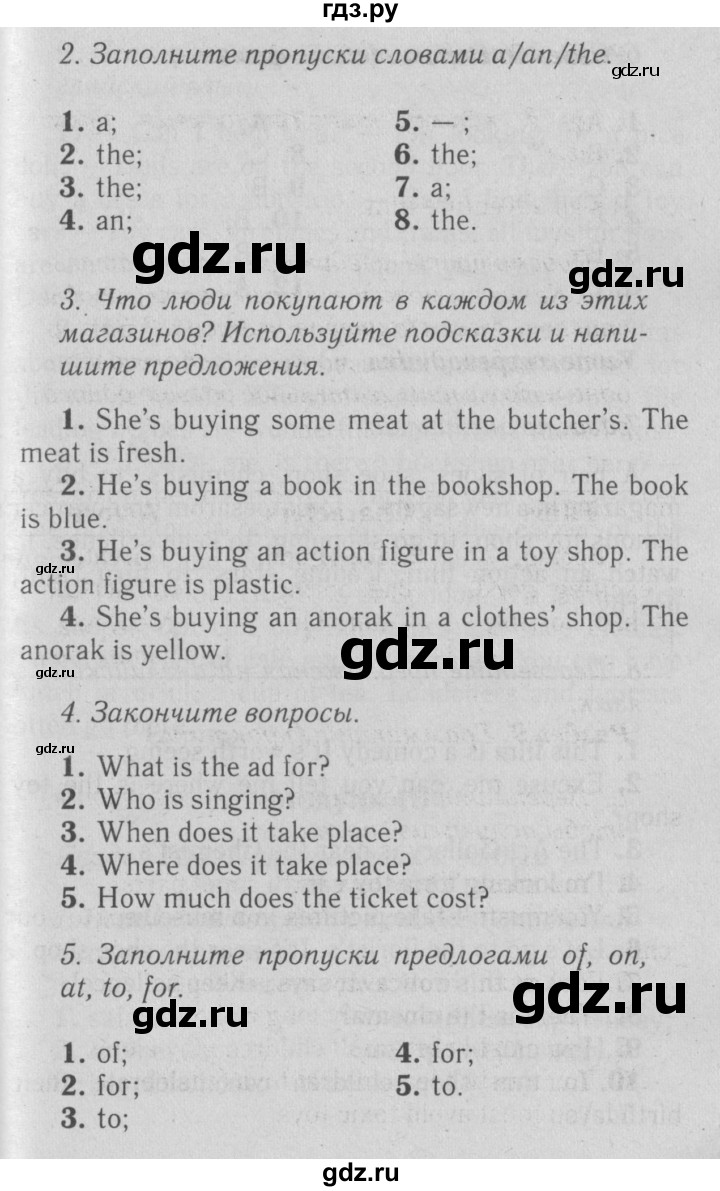 гдз.ру
2. Заполните пропуски словами a/an/the.
gdz.ru
1. a;
2. the;
3. the;
4. an;
5. — ;
6. the;
7. a;
8. the.
gdz.ru
gdz.ru
3. Что люди покупают в каждом из этих
магазинов? Используйте подсказки и напи-
шите предложения.
1. She's buying some meat at the butcher's. The
meat is fresh.
2. He's buying a book in the bookshop. The book
is blue.
3. He's buying an action figure in a toy shop. The
gdz.ru
action figure is plastic.
4. She's buying an anorak in a clothes' shop. The
anorak is yellow.
gdz.ru
gdz.ru
4. Закончите вопросы.
gdz.ru
1. What is the ad for?
2. Who is singing?
3. When does it take place?
4. Where does it take place?
5. How much does the ticket cost?
5. Заполните пропуски предлогами of, on,
at, to, for.
gdz.ru
gdz.ru
1. of;
2. for;
3. to;
4. for;
5. to.
gdz.ru